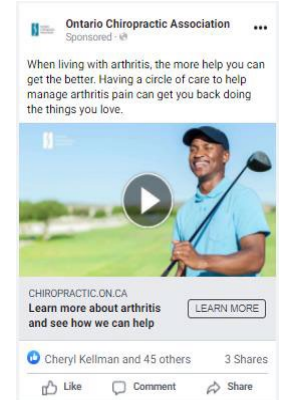 Ontario Chiropractic Association
Sponsored ·
When living with arthritis, the more help you can
get the better. Having a circle of care to help
manage arthritis pain can get you back doing
the things you love.
CHIROPRACTIC.ON.CA
Learn more about arthritis
and see how we can help
LEARN MORE
Cheryl Kellman and 45 others 3 Shares
Like Comment Share